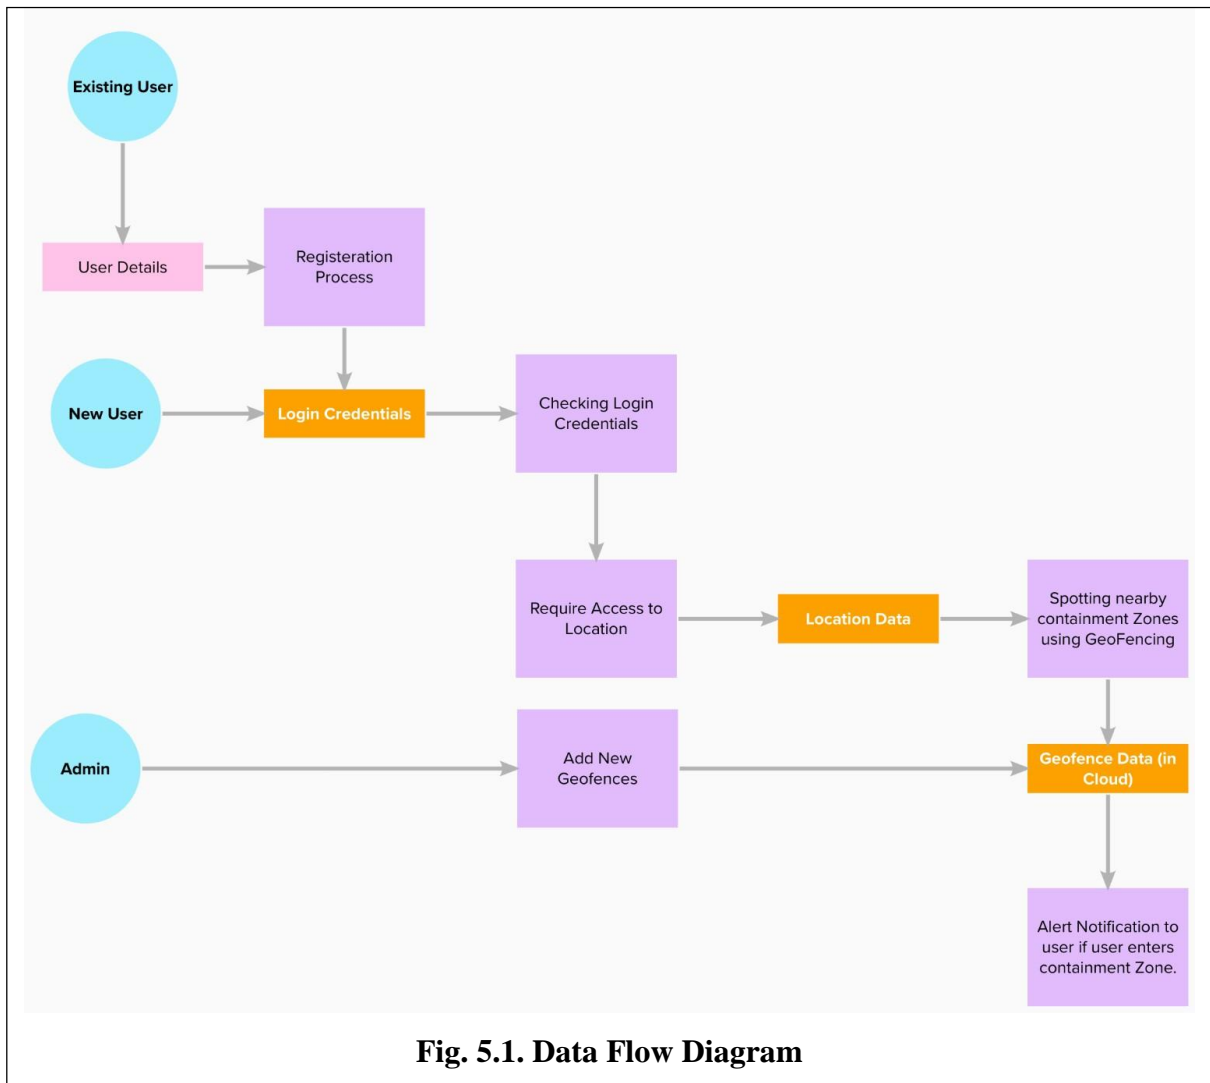 Existing User
User Details
Registeration
Process
New User
Login Credentials
Checking Login
Credentials
Require Access to
Location
Location Data
Spotting nearby
containment Zones
using GeoFencing
Admin
Add New
Geofences
Geofence Data (in
Cloud)
Alert Notification to
user if user enters
containment Zone.
Fig. 5.1. Data Flow Diagram